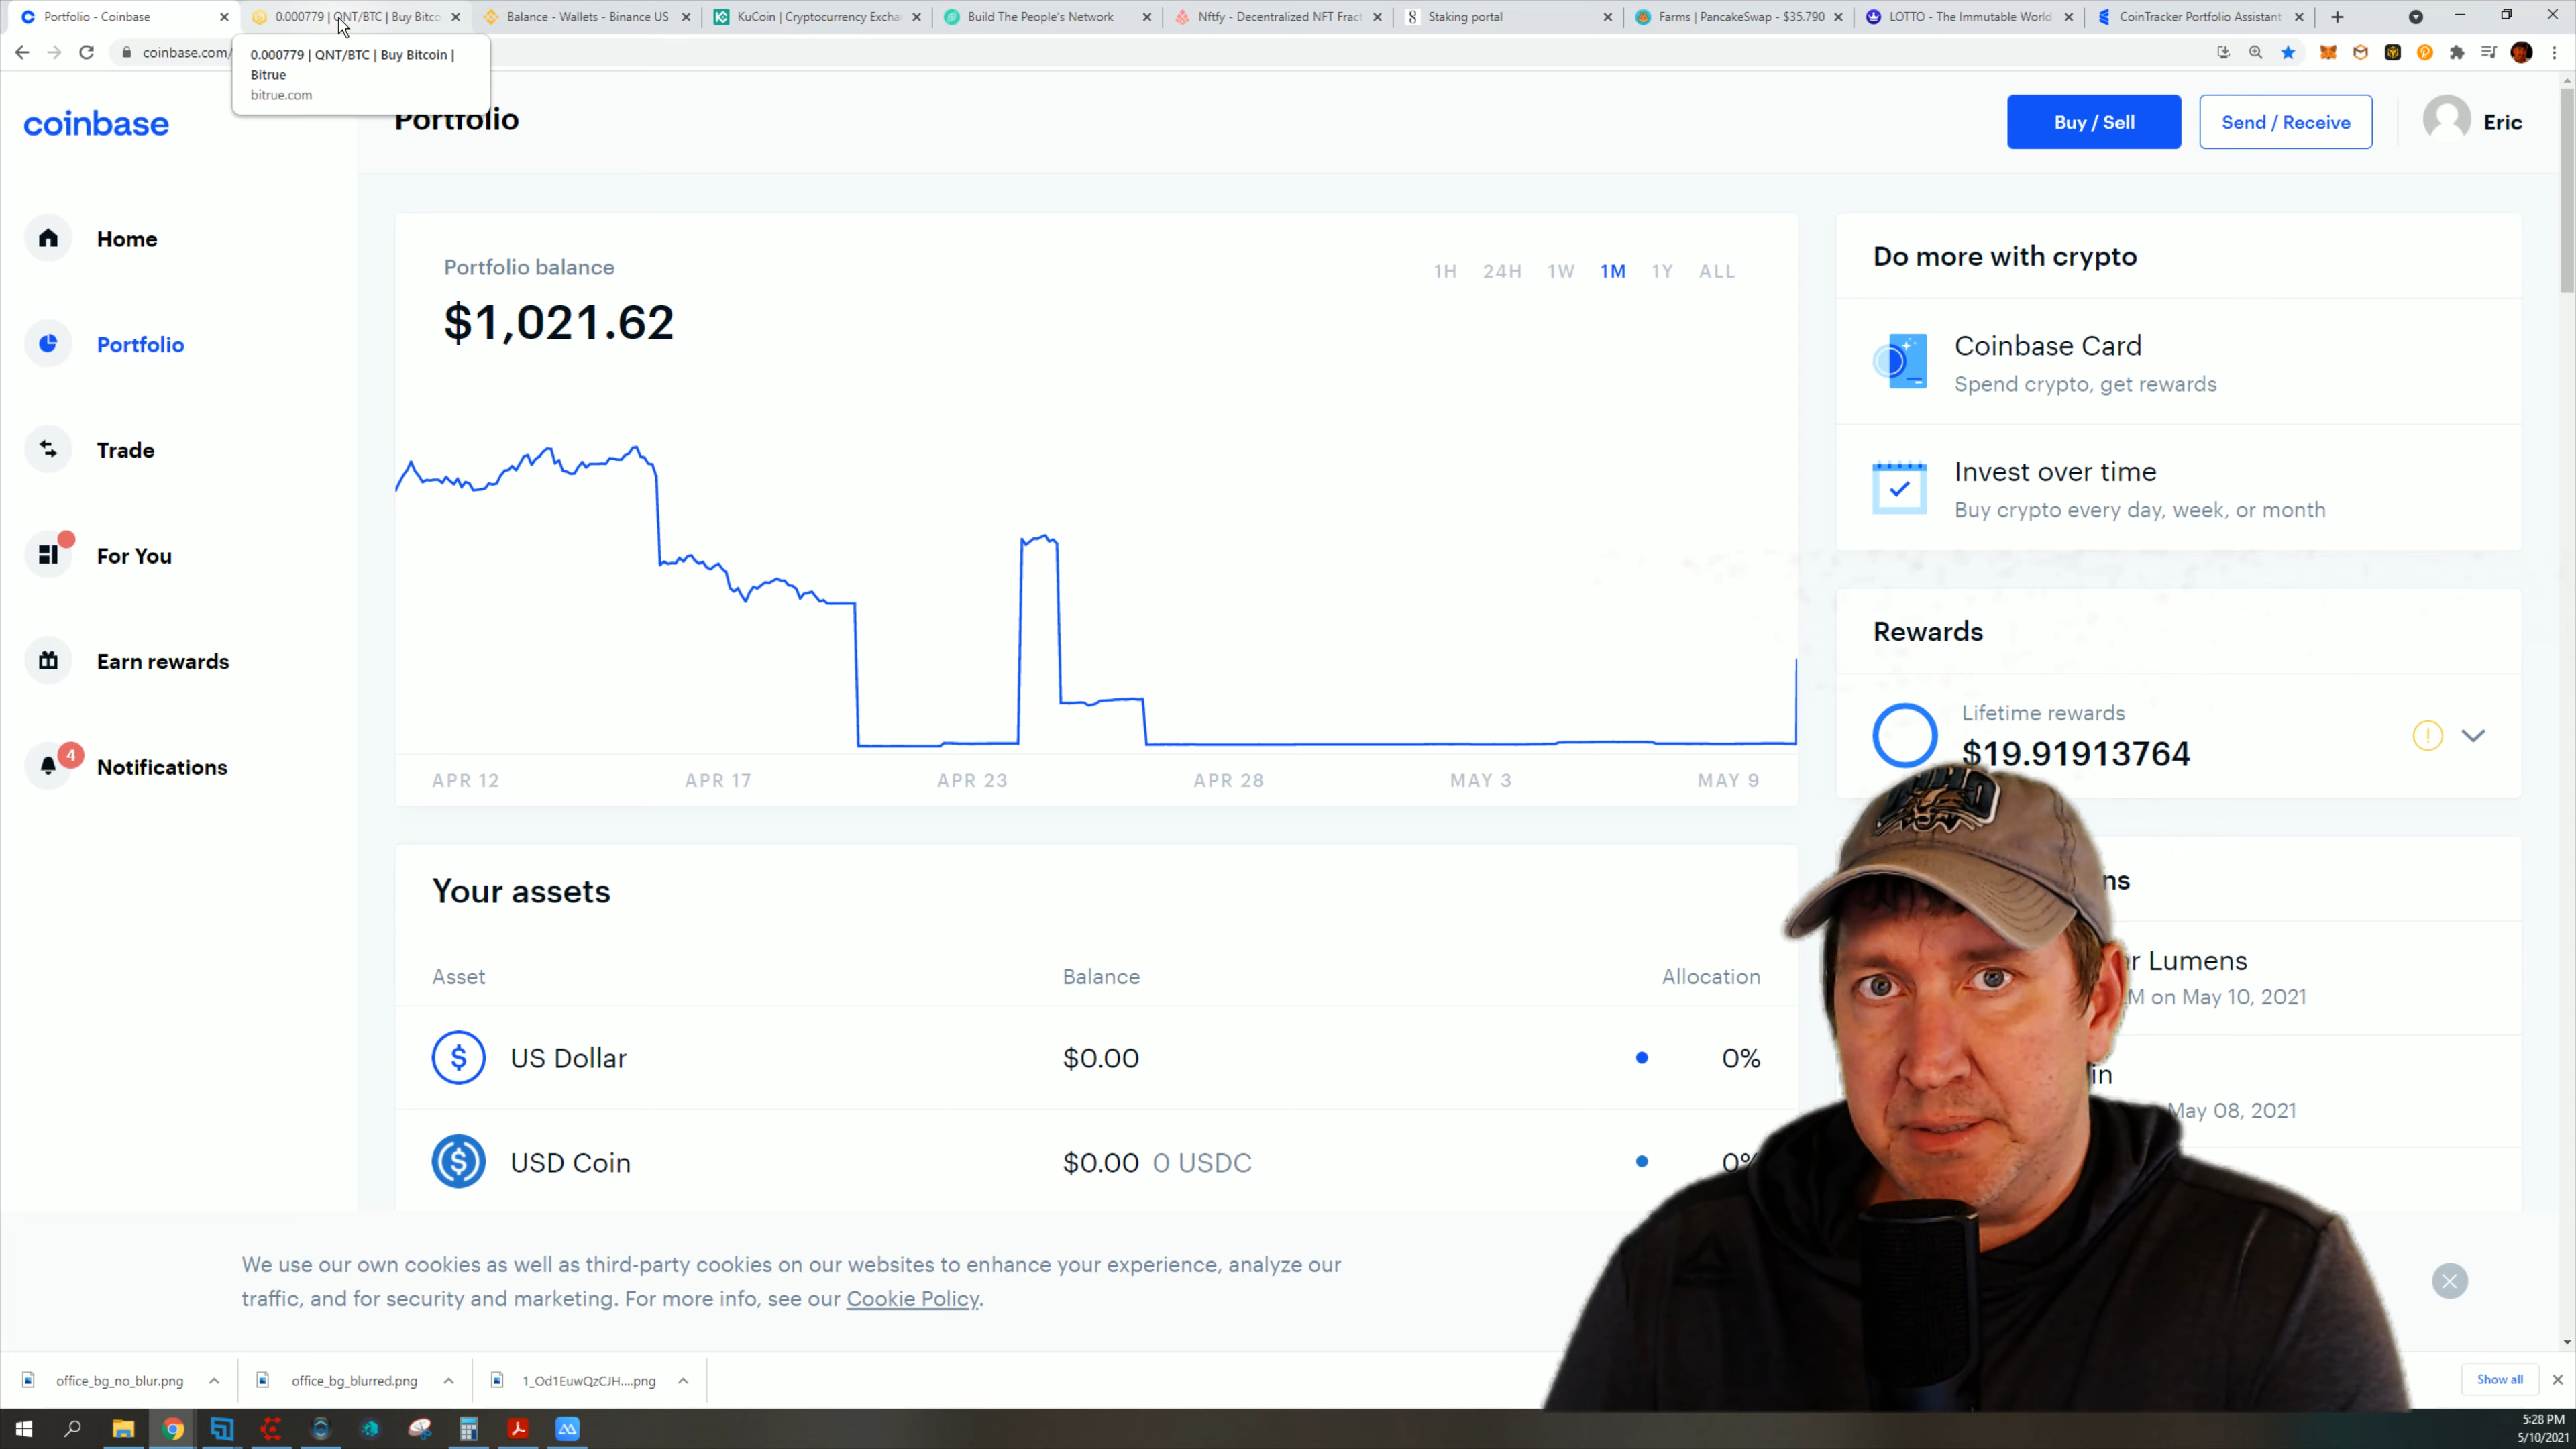 Portfolio - Coinbase
0.000779 | QNT/BTC | Buy Bitco
Balance - Wallets - Binance US
KuCoin | Cryptocurrency Excha
Build The People's Network
Nftfy - Decentralized NFT Fract
Staking portal
Farms | PancakeSwap - $35.790
LOTTO - The Immutable World
CoinTracker Portfolio Assistant
coinbase.com/
0.000779 | QNT/BTC | Buy Bitcoin |
Bitrue
bitrue.com
coinbase
Portfolio
Buy / Sell
Send / Receive
Eric
Home
Portfolio
Trade
For You
Earn rewards
4
Notifications
Portfolio balance
$1,021.62
1H 24H 1W 1M 1Y ALL
APR 12 APR 17 APR 23 APR 28 MAY 3 MAY 9
Do more with crypto
Coinbase Card
Spend crypto, get rewards
Invest over time
Buy crypto every day, week, or month
Rewards
Lifetime rewards
$19.91913764
Your assets
Asset Balance Allocation
US Dollar $0.00 0%
USD Coin $0.00 0 USDC 0%
ns
r Lumens
M on May 10, 2021
in
May 08, 2021
We use our own cookies as well as third-party cookies on our websites to enhance your experience, analyze our
traffic, and for security and marketing. For more info, see our Cookie Policy.
office_bg_no_blur.png
office_bg_blurred.png
1_Od1EuwQzCJH....png
Show all
5:28 PM
5/10/2021